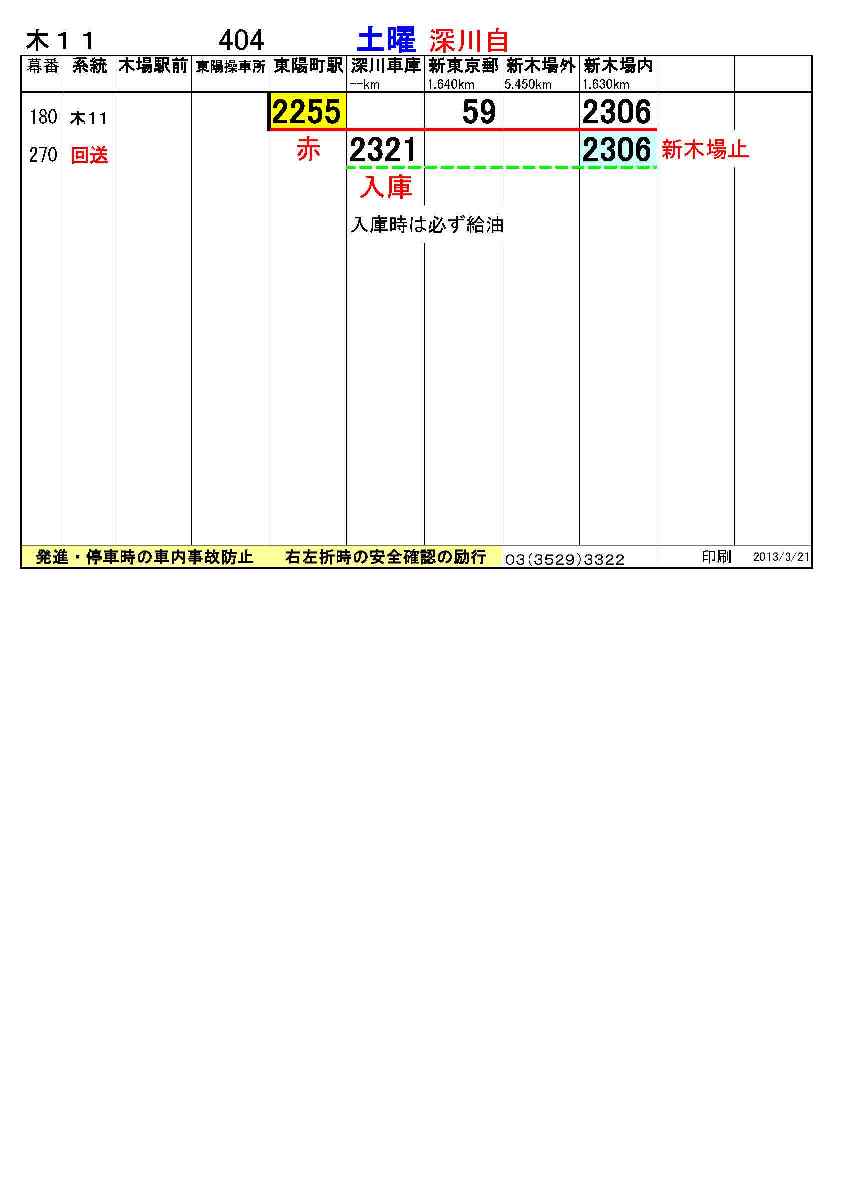 木１１ 404 土曜 深川自
幕番 系統 木場駅前 東陽操車所 東陽町駅 深川車庫 新東京郵 新木場外 新木場内
--km 1.640km 5.450km 1.630km
180 木11 2255 59 2306
270 回送 赤 2321 2306 新木場止
入庫
入庫時は必ず給油
発進・停車時の車内事故防止 右左折時の安全確認の励行 03(3529)3322 印刷 2013/3/21